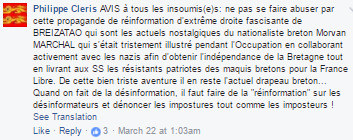 Philippe Cleris AVIS à tous les insoumis(e)s: ne pas se faire abuser par
cette propagande de réinformation d'extrême droite fascisante de
BREIZATAO qui sont les actuels nostalgiques du nationaliste breton Morvan
MARCHAL qui s'était tristement illustré pendant l'Occupation en collaborant
activement avec les nazis afin d'obtenir l'indépendance de la Bretagne tout
en livrant aux SS les résistants patriotes des maquis bretons pour la France
Libre. De cette bien triste aventure il en reste l'actuel drapeau breton...
Quand on fait de la désinformation, il faut faire de la "réinformation" sur les
désinformateurs et dénoncer les impostures tout comme les imposteurs !
See Translation
Like · Reply · 3 · March 22 at 1:03am